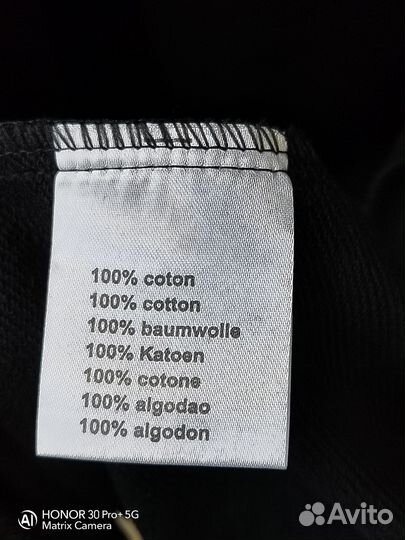 100% coton
100% cotton
100% baumwolle
100% Katoen
100% cotone
100% algodao
100% algodon
AI HONOR 30 Pro+ 5G
Matrix Camera
Avito